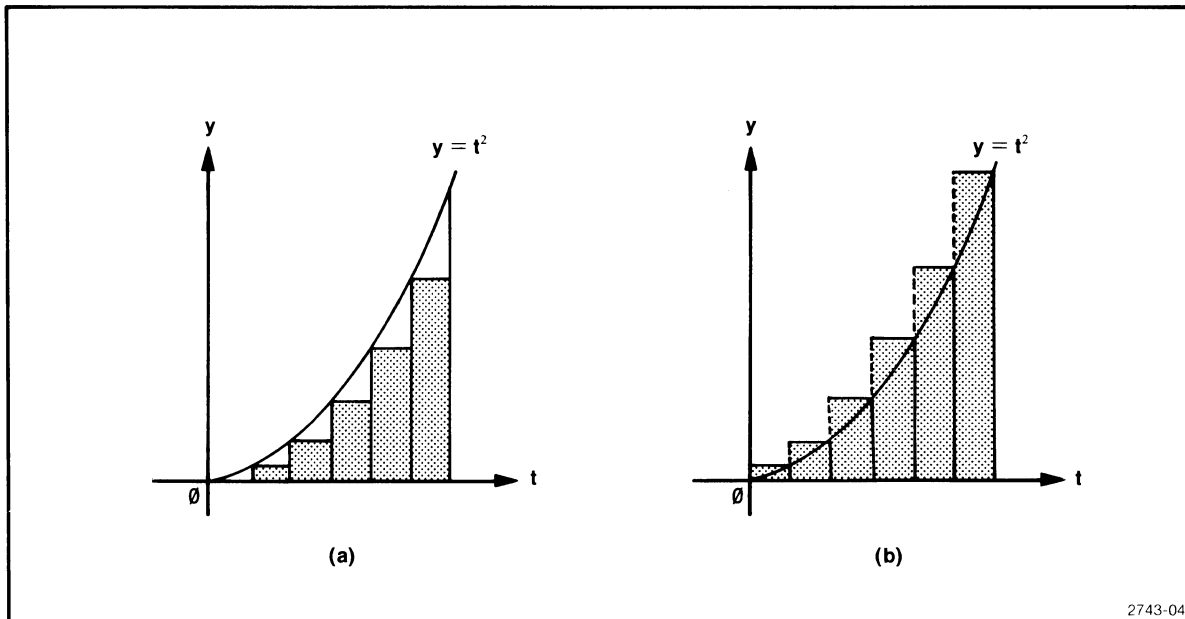 y
y = t²
Ø
t
(a)
y
y = t²
Ø
t
(b)
2743-04